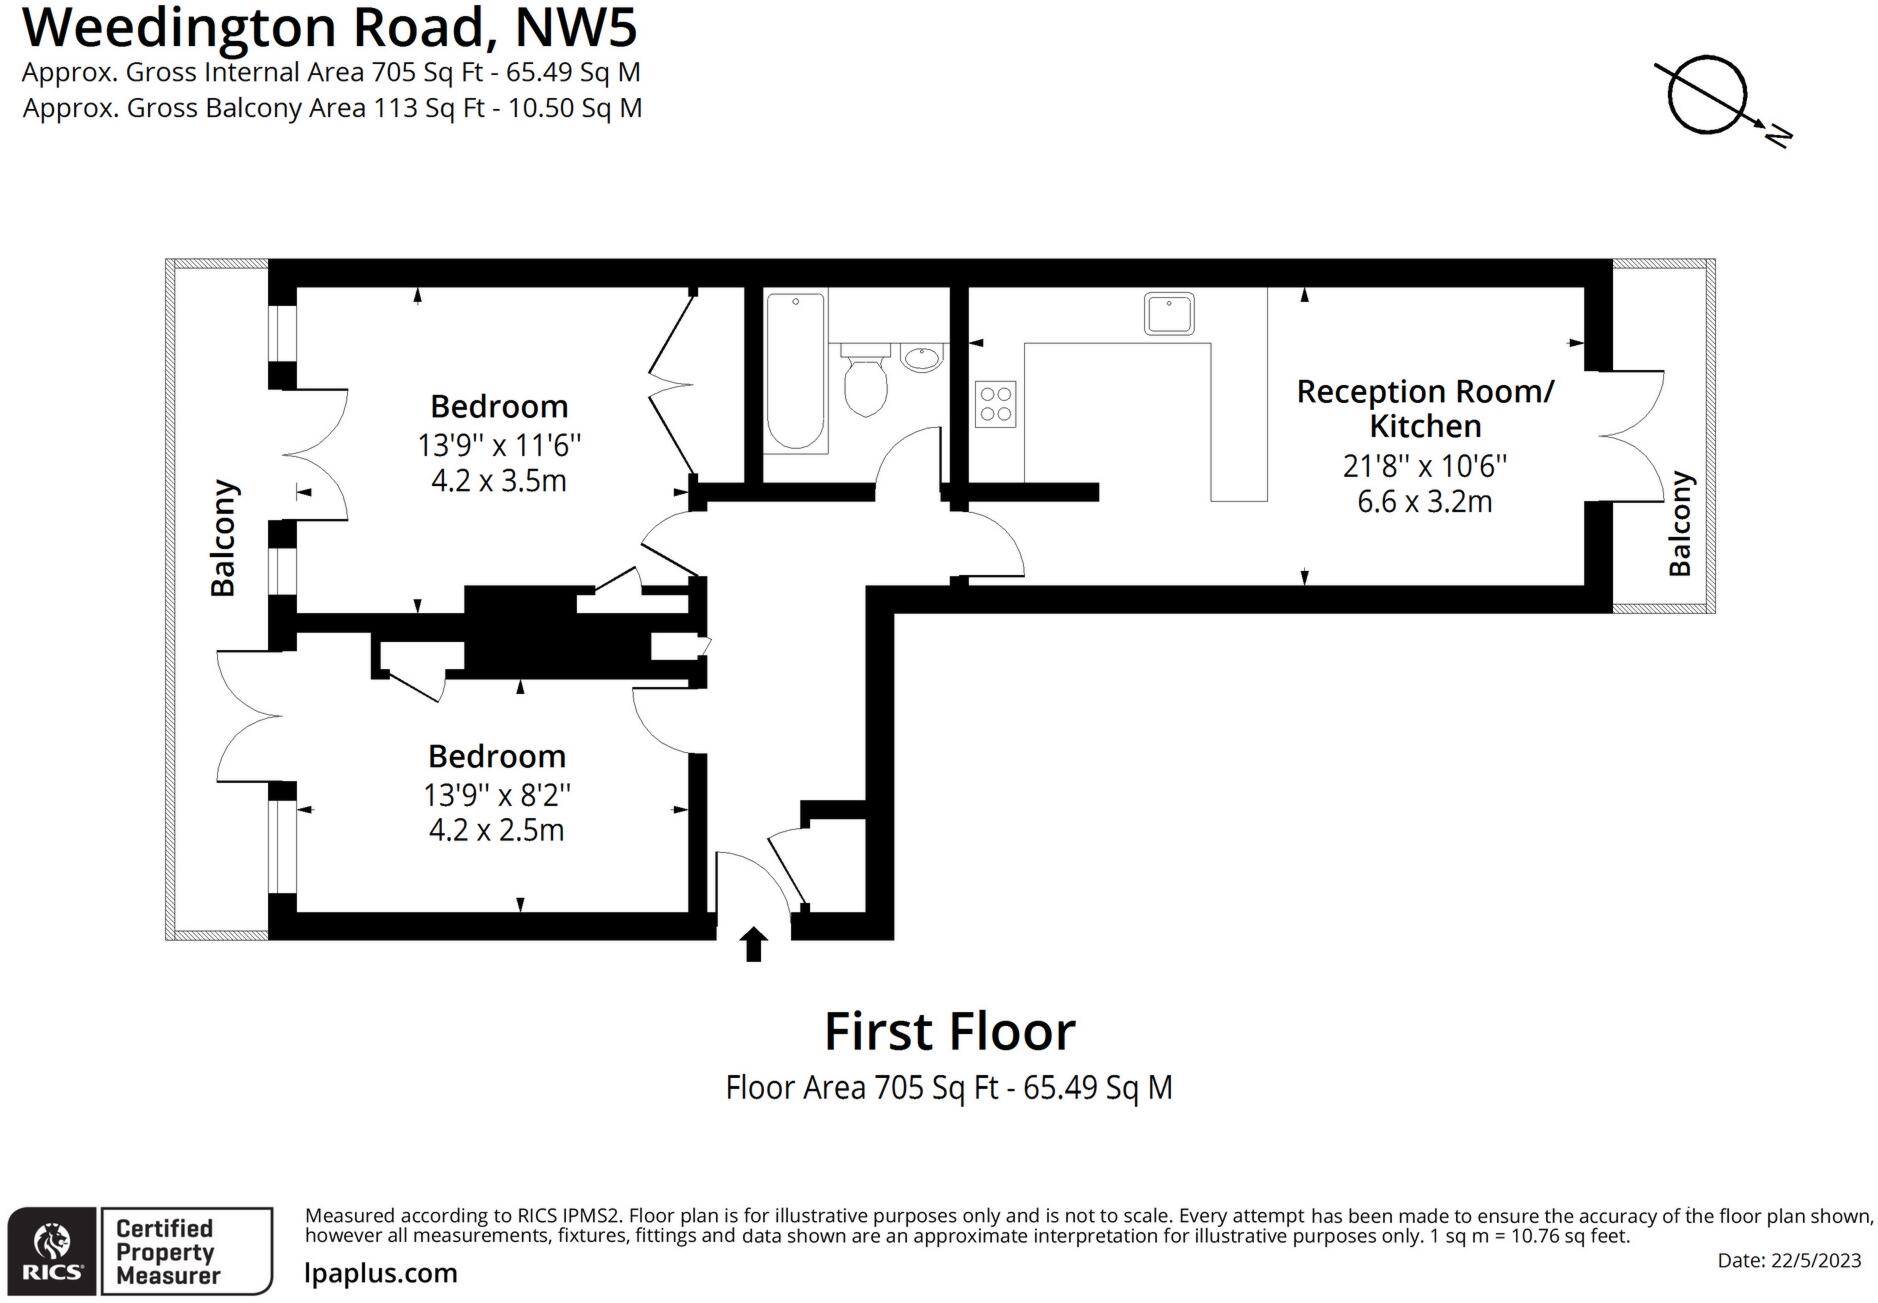 Weedington Road, NW5
Approx. Gross Internal Area 705 Sq Ft - 65.49 Sq M
Approx. Gross Balcony Area 113 Sq Ft - 10.50 Sq M
N
Bedroom
13'9" x 11'6"
4.2 x 3.5m
Reception Room/
Kitchen
21'8" x 10'6"
6.6 x 3.2m
Balcony
Balcony
Bedroom
13'9" x 8'2"
4.2 x 2.5m
First Floor
Floor Area 705 Sq Ft - 65.49 Sq M
RICS
Certified
Property
Measurer
Measured according to RICS IPMS2. Floor plan is for illustrative purposes only and is not to scale. Every attempt has been made to ensure the accuracy of the floor plan shown,
however all measurements, fixtures, fittings and data shown are an approximate interpretation for illustrative purposes only. 1 sq m = 10.76 sq feet.
lpaplus.com
Date: 22/5/2023